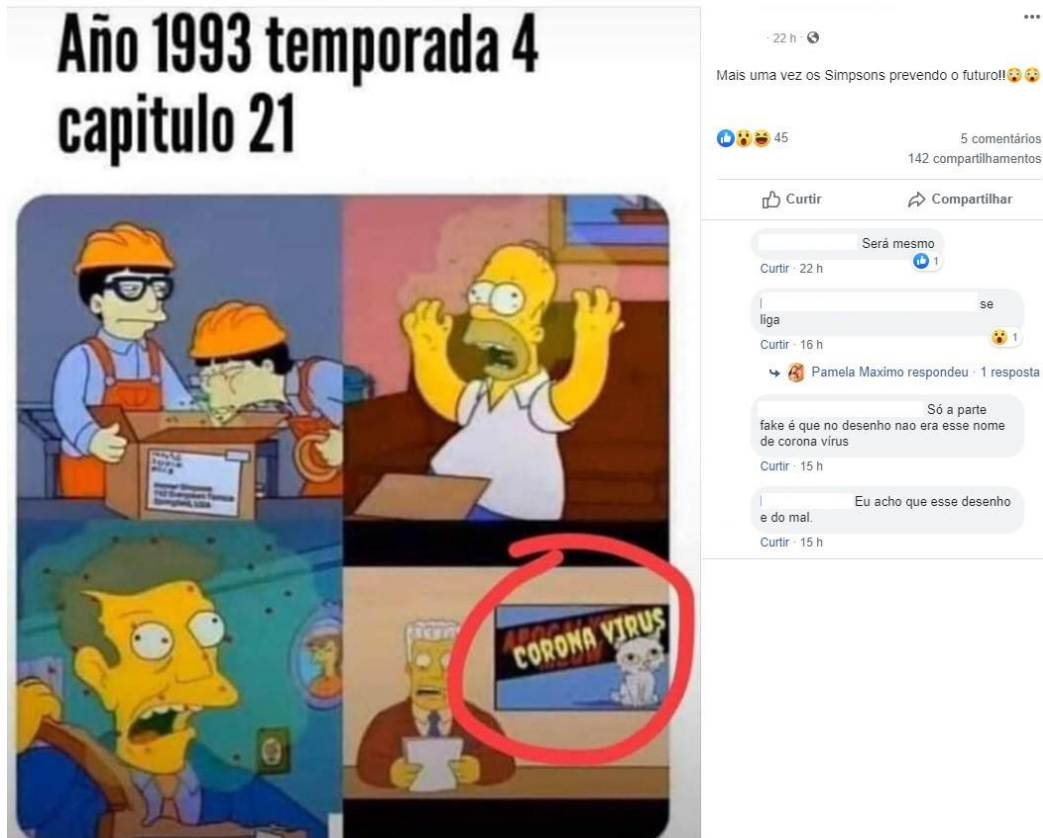 Año 1993 temporada 4
capitulo 21
CORONA VIRUS
· 22 h ·
Mais uma vez os Simpsons prevendo o futuro!!😯😯
45
5 comentários
142 compartilhamentos
Curtir
Compartilhar
Será mesmo
1
Curtir · 22 h
se
liga
1
Curtir · 16 h
Pamela Maximo respondeu · 1 resposta
Só a parte
fake é que no desenho nao era esse nome
de corona vírus
Curtir · 15 h
Eu acho que esse desenho
e do mal.
Curtir · 15 h